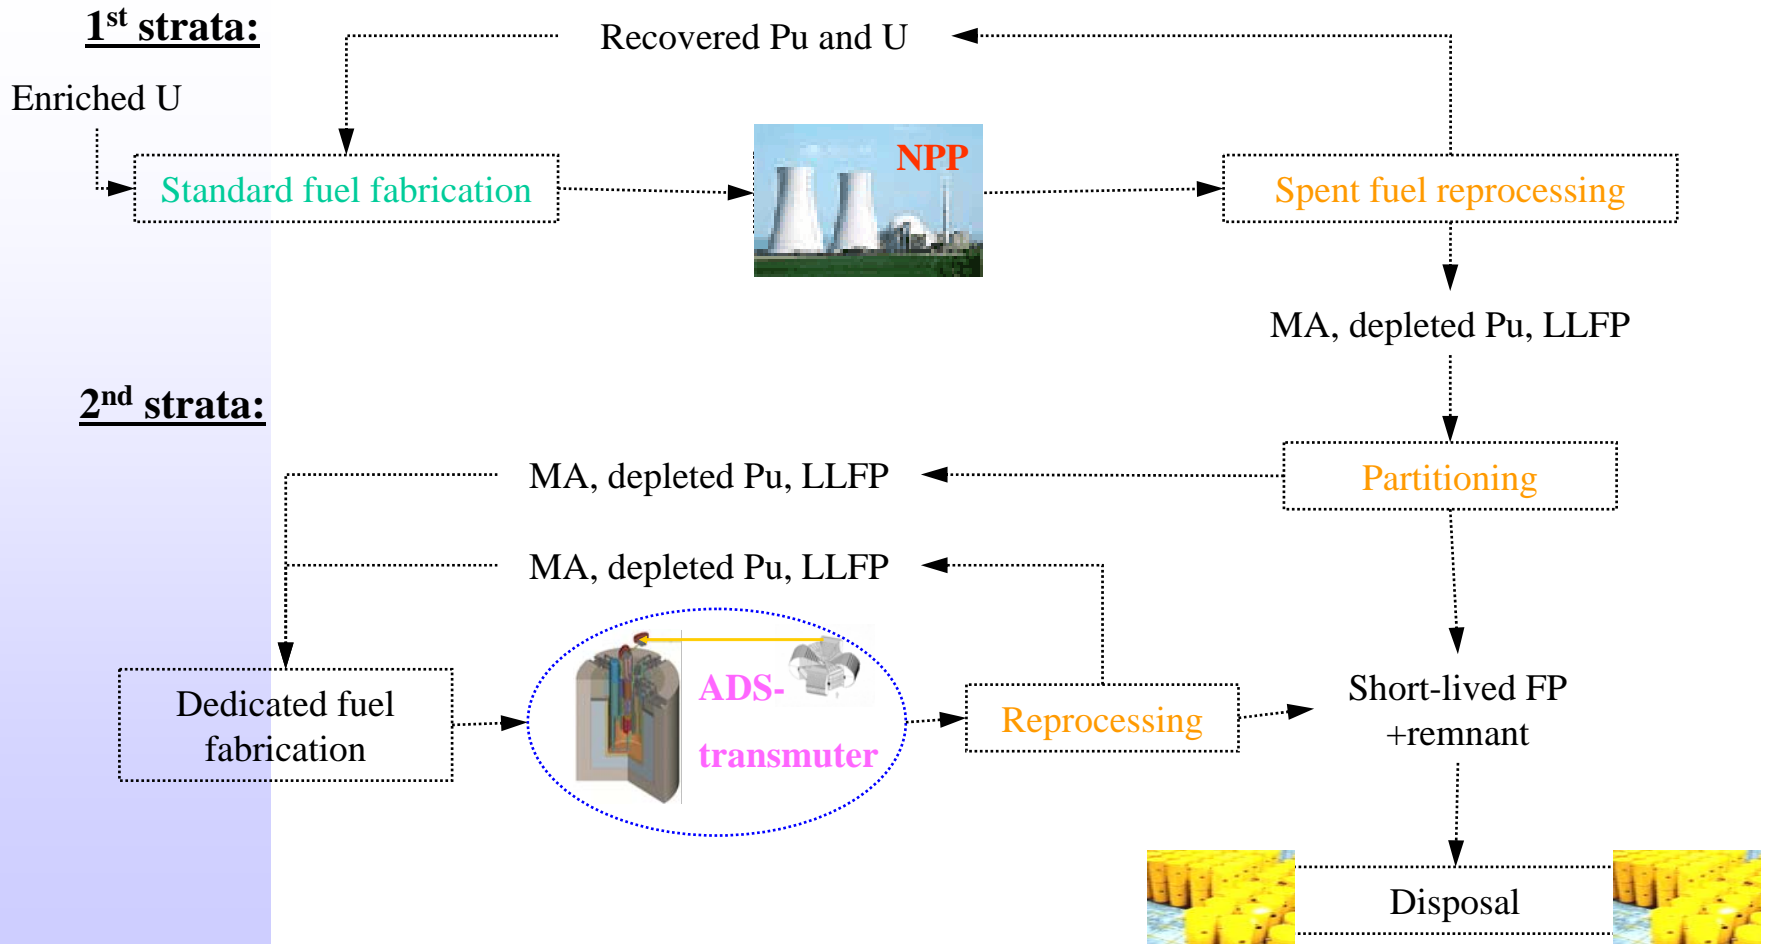 1st strata:
Recovered Pu and U
Enriched U
NPP
Standard fuel fabrication
Spent fuel reprocessing
MA, depleted Pu, LLFP
2nd strata:
MA, depleted Pu, LLFP
Partitioning
MA, depleted Pu, LLFP
Dedicated fuel
fabrication
ADS-
transmuter
Reprocessing
Short-lived FP
+remnant
Disposal